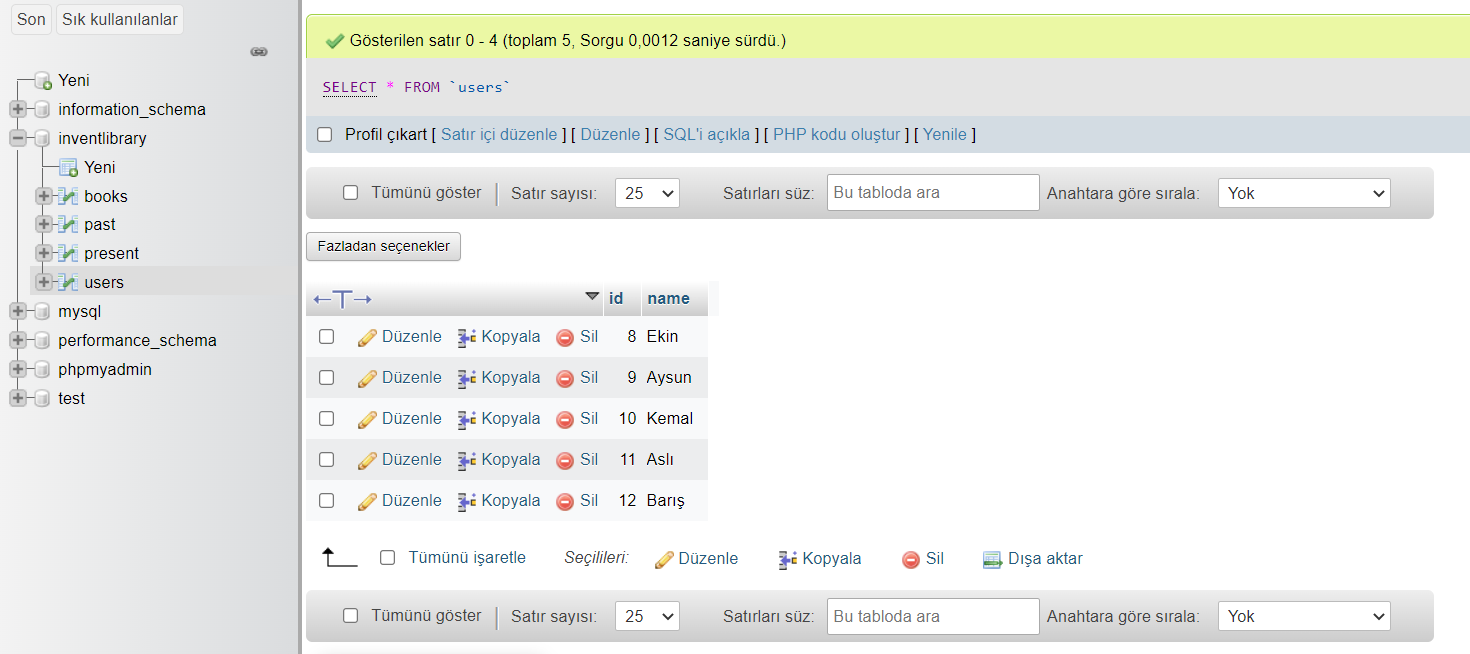 Son Sık kullanılanlar
Yeni
information_schema
inventlibrary
Yeni
books
past
present
users
mysql
performance_schema
phpmyadmin
test
Gösterilen satır 0 - 4 (toplam 5, Sorgu 0,0012 saniye sürdü.)
SELECT * FROM `users`
Profil çıkart [ Satır içi düzenle ] [ Düzenle ] [ SQL'i açıkla ] [ PHP kodu oluştur ] [ Yenile ]
Tümünü göster | Satır sayısı: 25 Satırları süz: Bu tabloda ara Anahtara göre sırala: Yok
Fazladan seçenekler
←T→ id name
Düzenle Kopyala Sil 8 Ekin
Düzenle Kopyala Sil 9 Aysun
Düzenle Kopyala Sil 10 Kemal
Düzenle Kopyala Sil 11 Aslı
Düzenle Kopyala Sil 12 Barış
Tümünü işaretle Seçilileri: Düzenle Kopyala Sil Dışa aktar
Tümünü göster | Satır sayısı: 25 Satırları süz: Bu tabloda ara Anahtara göre sırala: Yok